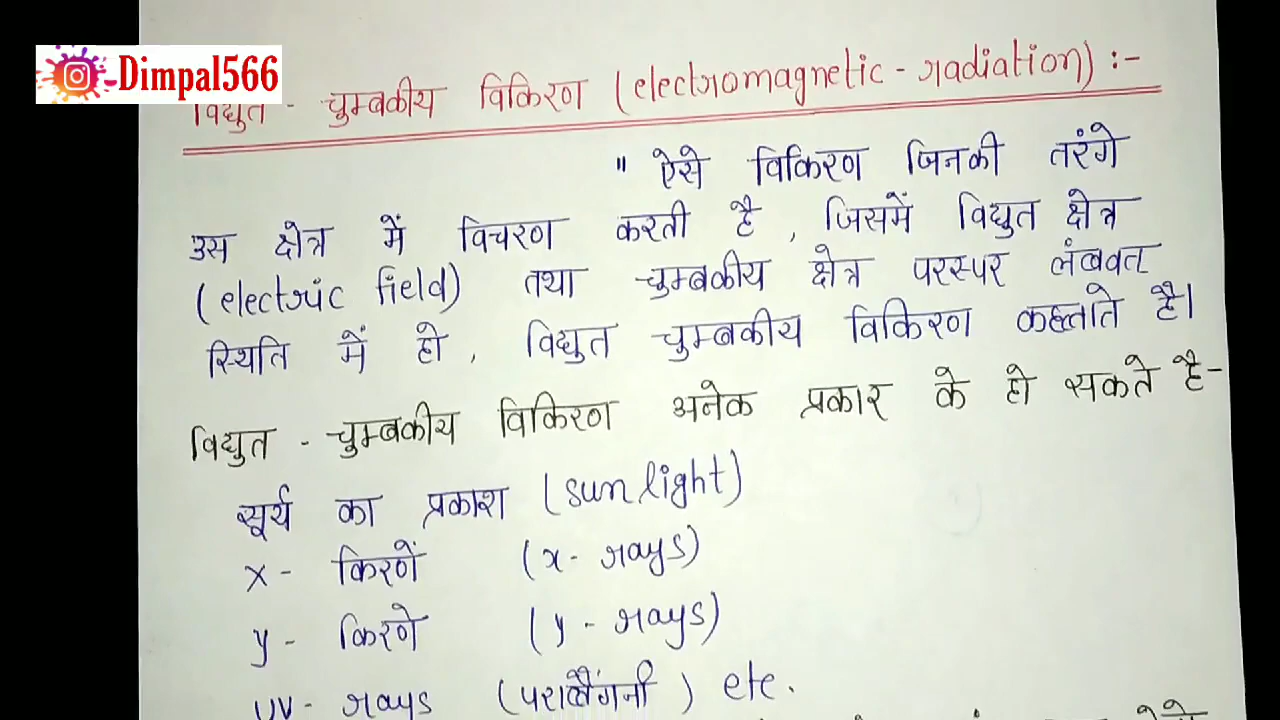 Dimpal566
विद्युत - चुम्बकीय विकिरण (electromagnetic - radiation) :-
" ऐसे विकिरण जिनकी तरंगे
उस क्षेत्र में विचरण करती है , जिसमें विद्युत क्षेत्र
(electric field) तथा चुम्बकीय क्षेत्र परस्पर लंबवत
स्थिति में हो , विद्युत चुम्बकीय विकिरण कहलाते है।
विद्युत - चुम्बकीय विकिरण अनेक प्रकार के हो सकते है-
सूर्य का प्रकाश (sun light)
x - किरणें (x - rays)
y - किरणे (y - rays)
UV - rays (पराबैंगनी ) etc.